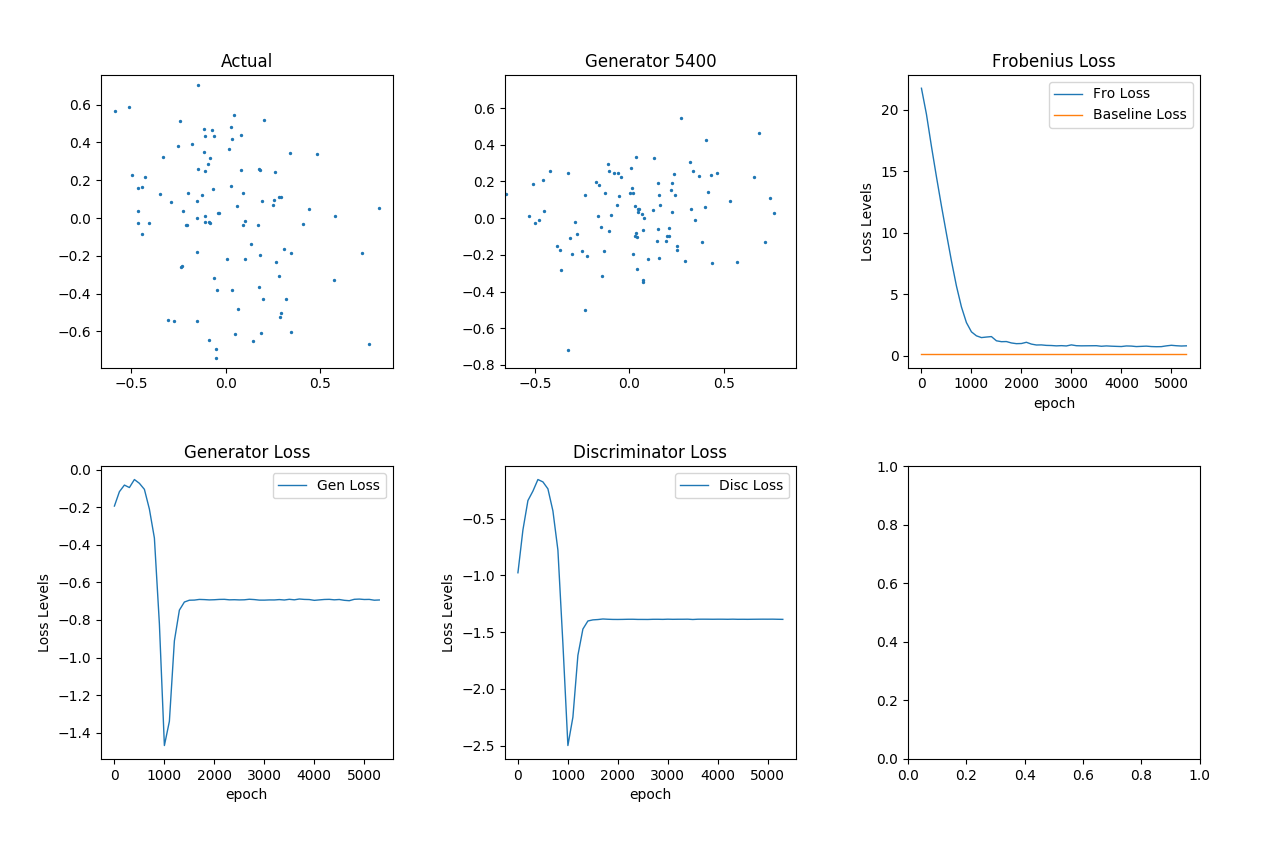 Actual
0.6
0.4
0.2
0.0
−0.2
−0.4
−0.6
−0.5 0.0 0.5
Generator 5400
0.6
0.4
0.2
0.0
−0.2
−0.4
−0.6
−0.8
−0.5 0.0 0.5
Frobenius Loss
Fro Loss
Baseline Loss
Loss Levels
20
15
10
5
0
0 1000 2000 3000 4000 5000
epoch
Generator Loss
Gen Loss
Loss Levels
0.0
−0.2
−0.4
−0.6
−0.8
−1.0
−1.2
−1.4
0 1000 2000 3000 4000 5000
epoch
Discriminator Loss
Disc Loss
Loss Levels
−0.5
−1.0
−1.5
−2.0
−2.5
0 1000 2000 3000 4000 5000
epoch
1.0
0.8
0.6
0.4
0.2
0.0
0.0 0.2 0.4 0.6 0.8 1.0